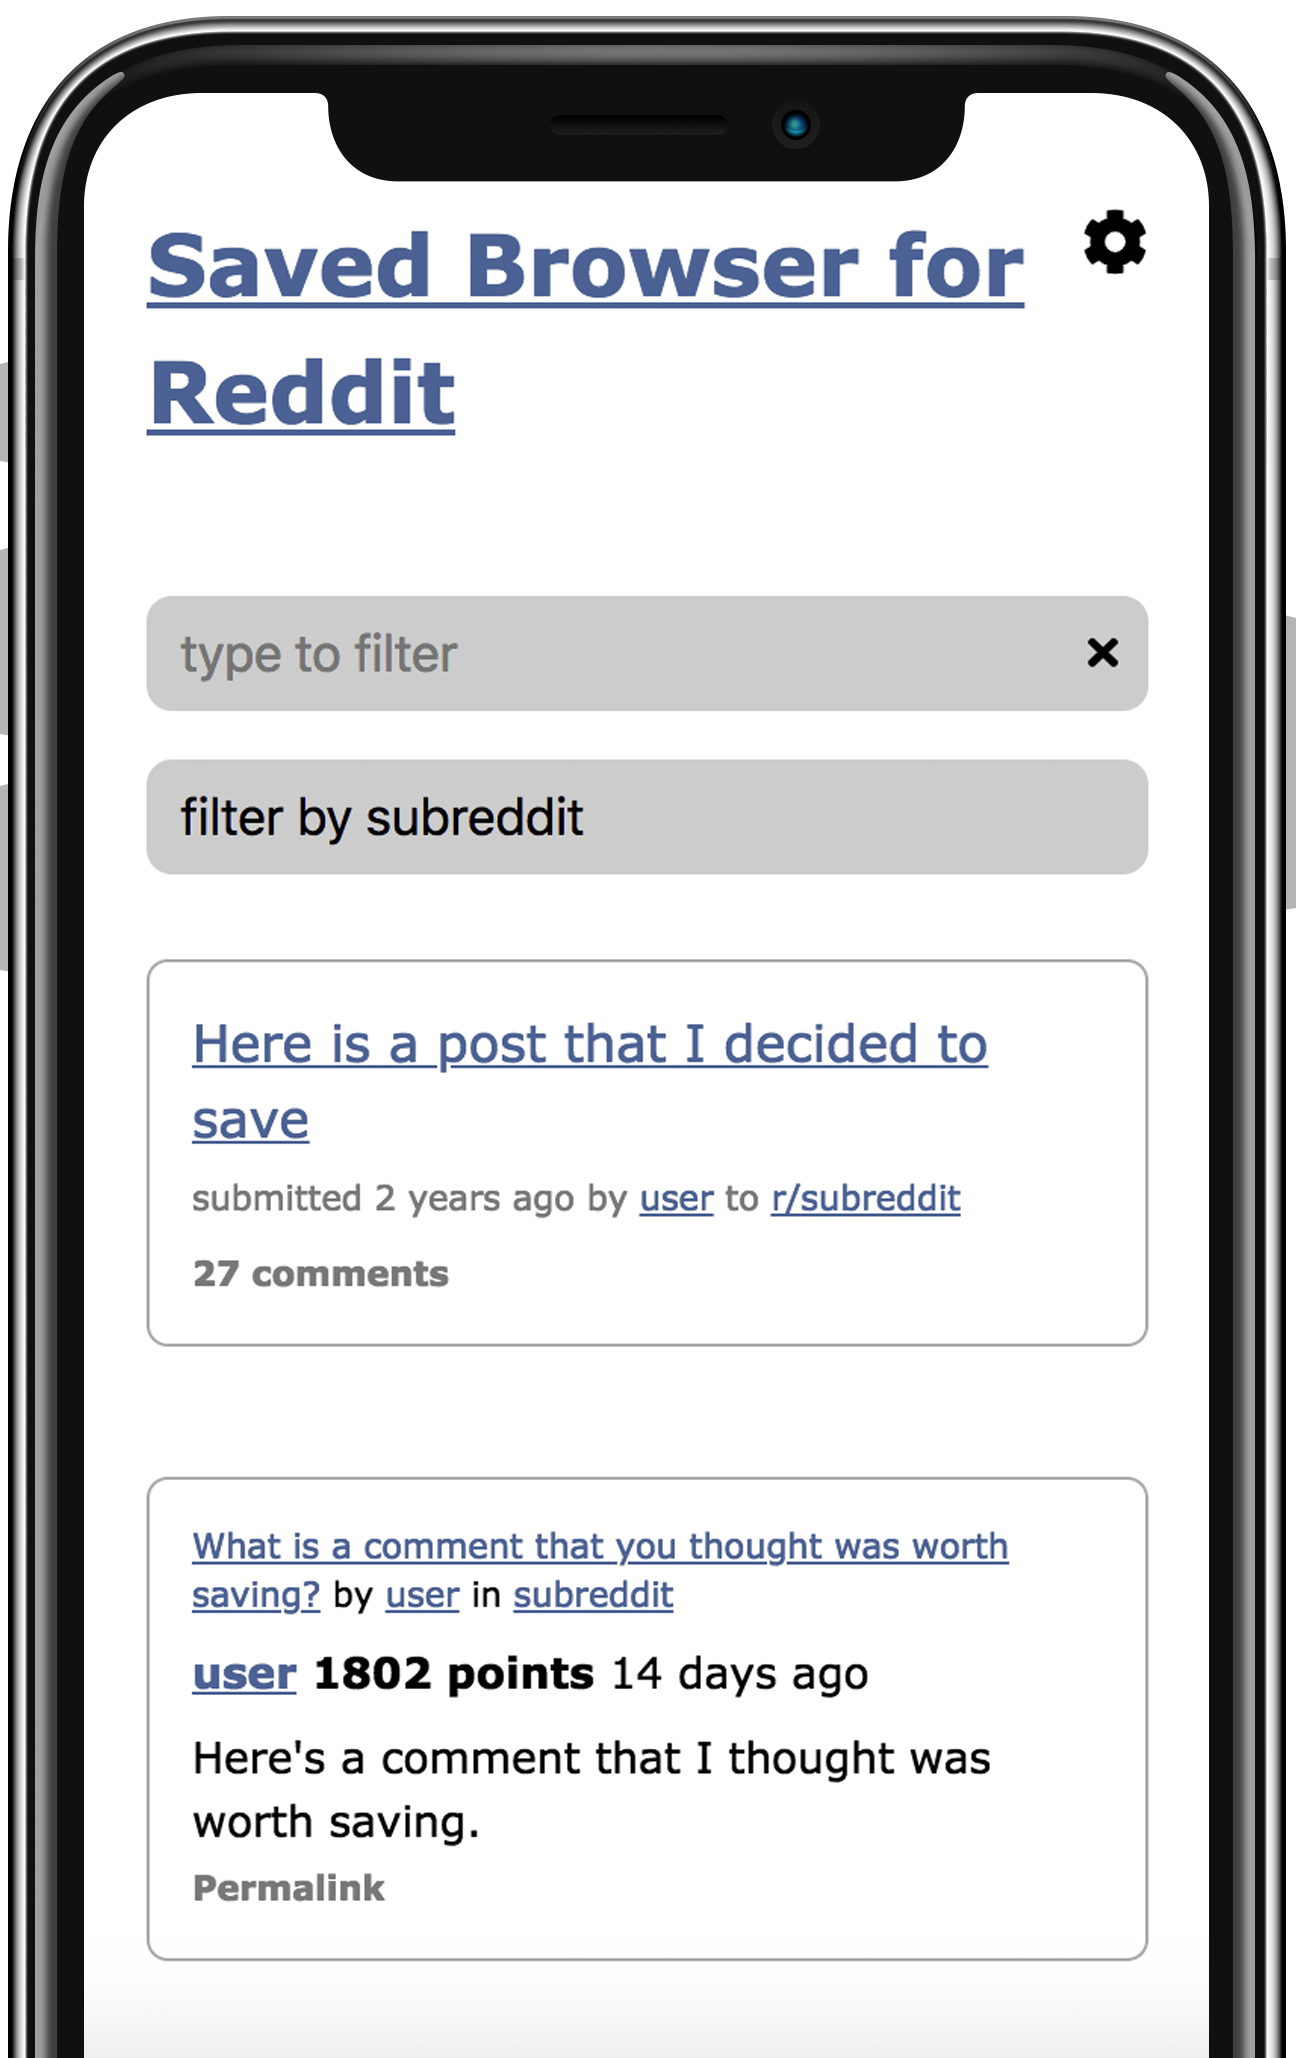 Saved Browser for
Reddit
type to filter
filter by subreddit
Here is a post that I decided to
save
submitted 2 years ago by user to r/subreddit
27 comments
What is a comment that you thought was worth
saving? by user in subreddit
user 1802 points 14 days ago
Here's a comment that I thought was
worth saving.
Permalink